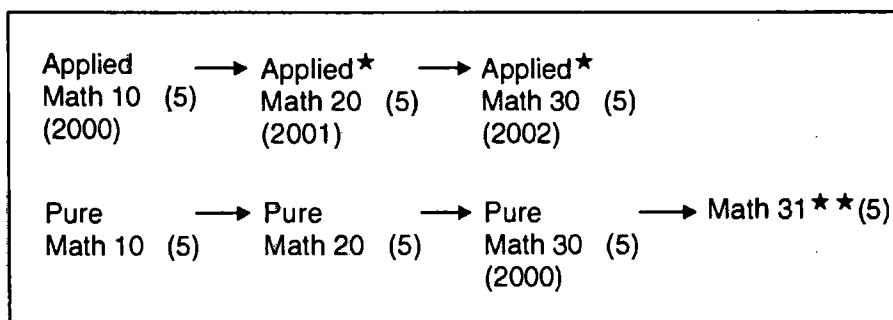 Applied → Applied★ → Applied★
Math 10 (5) Math 20 (5) Math 30 (5)
(2000) (2001) (2002)
Pure → Pure → Pure → Math 31★★(5)
Math 10 (5) Math 20 (5) Math 30 (5)
(2000)